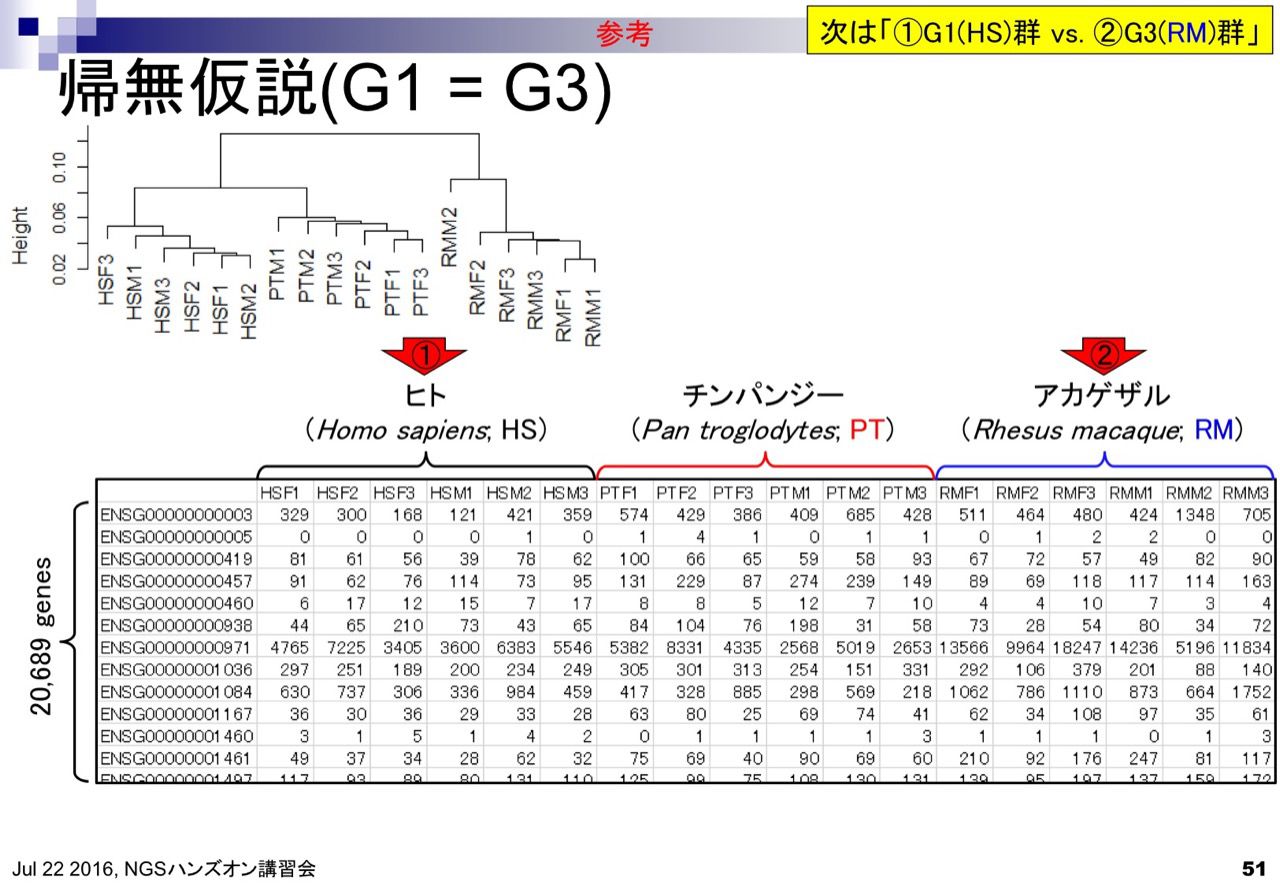 参考
次は「①G1(HS)群 vs. ②G3(RM)群」
帰無仮説(G1 = G3)
Height
0.10
0.06
0.02
HSF3
HSM1
HSM3
HSF2
HSF1
HSM2
PTM1
PTM2
PTM3
PTF2
PTF1
PTF3
RMM2
RMF2
RMF3
RMM3
RMF1
RMM1
① ②
ヒト チンパンジー アカゲザル
(Homo sapiens; HS) (Pan troglodytes; PT) (Rhesus macaque; RM)
HSF1 HSF2 HSF3 HSM1 HSM2 HSM3 PTF1 PTF2 PTF3 PTM1 PTM2 PTM3 RMF1 RMF2 RMF3 RMM1 RMM2 RMM3
ENSG00000000003 329 300 168 121 421 359 574 429 386 409 685 428 511 464 480 424 1348 705
ENSG00000000005 0 0 0 0 1 0 1 4 1 0 1 1 0 1 2 2 0 0
ENSG00000000419 81 61 56 39 78 62 100 66 65 59 58 93 67 72 57 49 82 90
ENSG00000000457 91 62 76 114 73 95 131 229 87 274 239 149 89 69 118 117 114 163
ENSG00000000460 6 17 12 15 7 17 8 8 5 12 7 10 4 4 10 7 3 4
ENSG00000000938 44 65 210 73 43 65 84 104 76 198 31 58 73 28 54 80 34 72
ENSG00000000971 4765 7225 3405 3600 6383 5546 5382 8331 4335 2568 5019 2653 13566 9964 18247 14236 5196 11834
ENSG00000001036 297 251 189 200 234 249 305 301 313 254 151 331 292 106 379 201 88 140
ENSG00000001084 630 737 306 336 984 459 417 328 885 298 569 218 1062 786 1110 873 664 1752
ENSG00000001167 36 30 36 29 33 28 63 80 25 69 74 41 62 34 108 97 35 61
ENSG00000001460 3 1 5 1 4 2 0 1 1 1 1 3 1 1 1 0 1 3
ENSG00000001461 49 37 34 28 62 32 75 69 40 90 69 60 210 92 176 247 81 117
ENSG00000001497 117 93 89 80 131 110 125 99 75 108 130 131 139 95 197 137 159 172
20,689 genes
Jul 22 2016, NGSハンズオン講習会
51